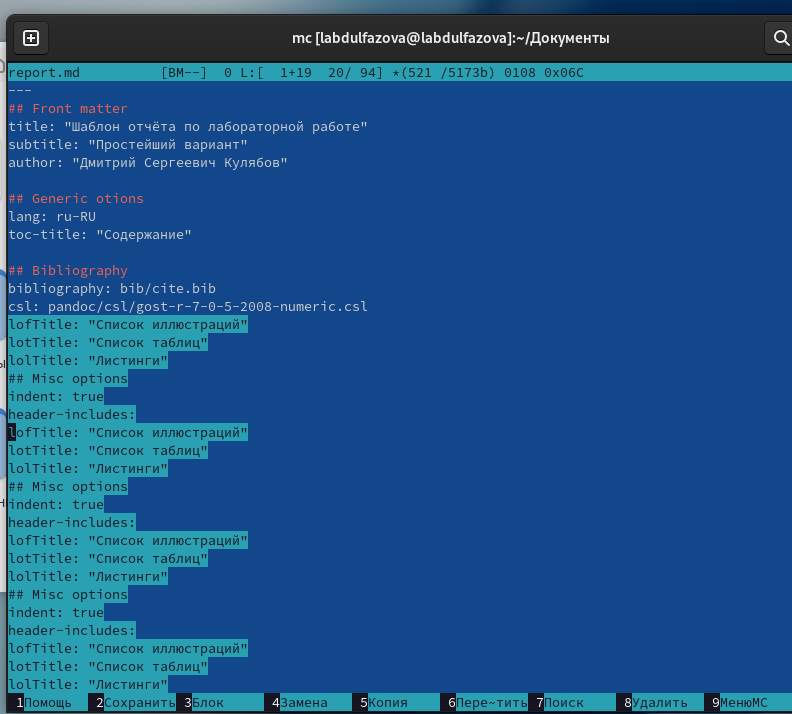 mc [labdulfazova@labdulfazova]:~/Документы
report.md [BM--] 0 L:[ 1+19 20/ 94] *(521 /5173b) 0108 0x06C
---
## Front matter
title: "Шаблон отчёта по лабораторной работе"
subtitle: "Простейший вариант"
author: "Дмитрий Сергеевич Кулябов"
## Generic otions
lang: ru-RU
toc-title: "Содержание"
## Bibliography
bibliography: bib/cite.bib
csl: pandoc/csl/gost-r-7-0-5-2008-numeric.csl
lofTitle: "Список иллюстраций"
lotTitle: "Список таблиц"
lolTitle: "Листинги"
## Misc options
indent: true
header-includes:
lofTitle: "Список иллюстраций"
lotTitle: "Список таблиц"
lolTitle: "Листинги"
## Misc options
indent: true
header-includes:
lofTitle: "Список иллюстраций"
lotTitle: "Список таблиц"
lolTitle: "Листинги"
## Misc options
indent: true
header-includes:
lofTitle: "Список иллюстраций"
lotTitle: "Список таблиц"
lolTitle: "Листинги"
1Помощь 2Сохранить 3Блок 4Замена 5Копия 6Пере~тить 7Поиск 8Удалить 9МенюMC